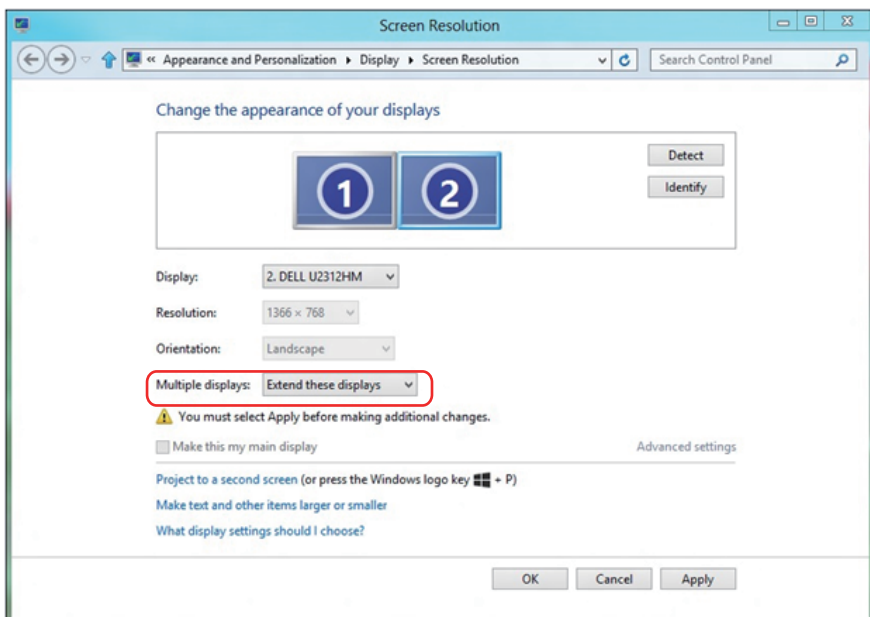 Screen Resolution
« Appearance and Personalization Display Screen Resolution Search Control Panel
Change the appearance of your displays
1 2
Detect
Identify
Display: 2. DELL U2312HM
Resolution: 1366 × 768
Orientation: Landscape
Multiple displays: Extend these displays
You must select Apply before making additional changes.
Make this my main display Advanced settings
Project to a second screen (or press the Windows logo key + P)
Make text and other items larger or smaller
What display settings should I choose?
OK Cancel Apply